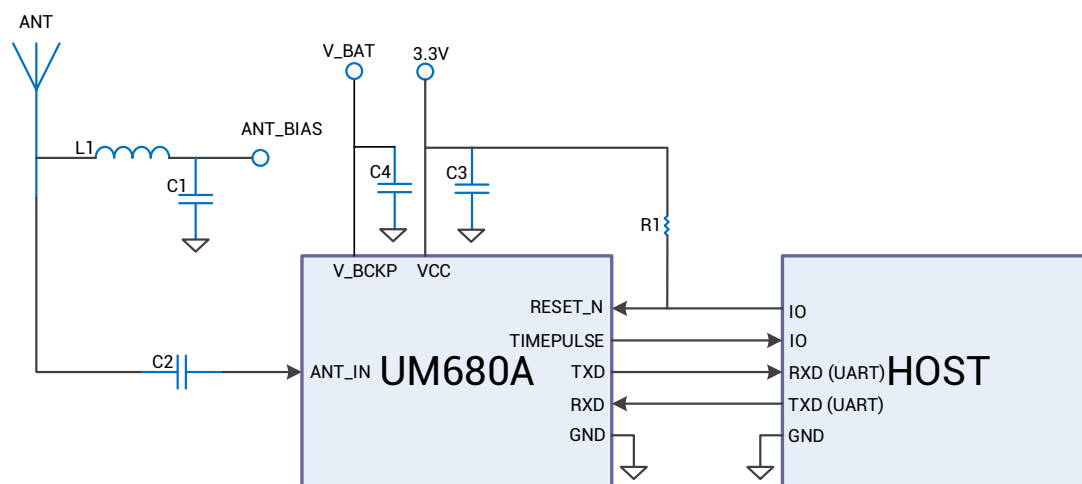 ANT
V_BAT
3.3V
ANT_BIAS
L1
C1
C4
C3
R1
V_BCKP
VCC
RESET_N
IO
TIMEPULSE
IO
C2
ANT_IN
UM680A
TXD
RXD (UART)
HOST
RXD
TXD (UART)
GND
GND